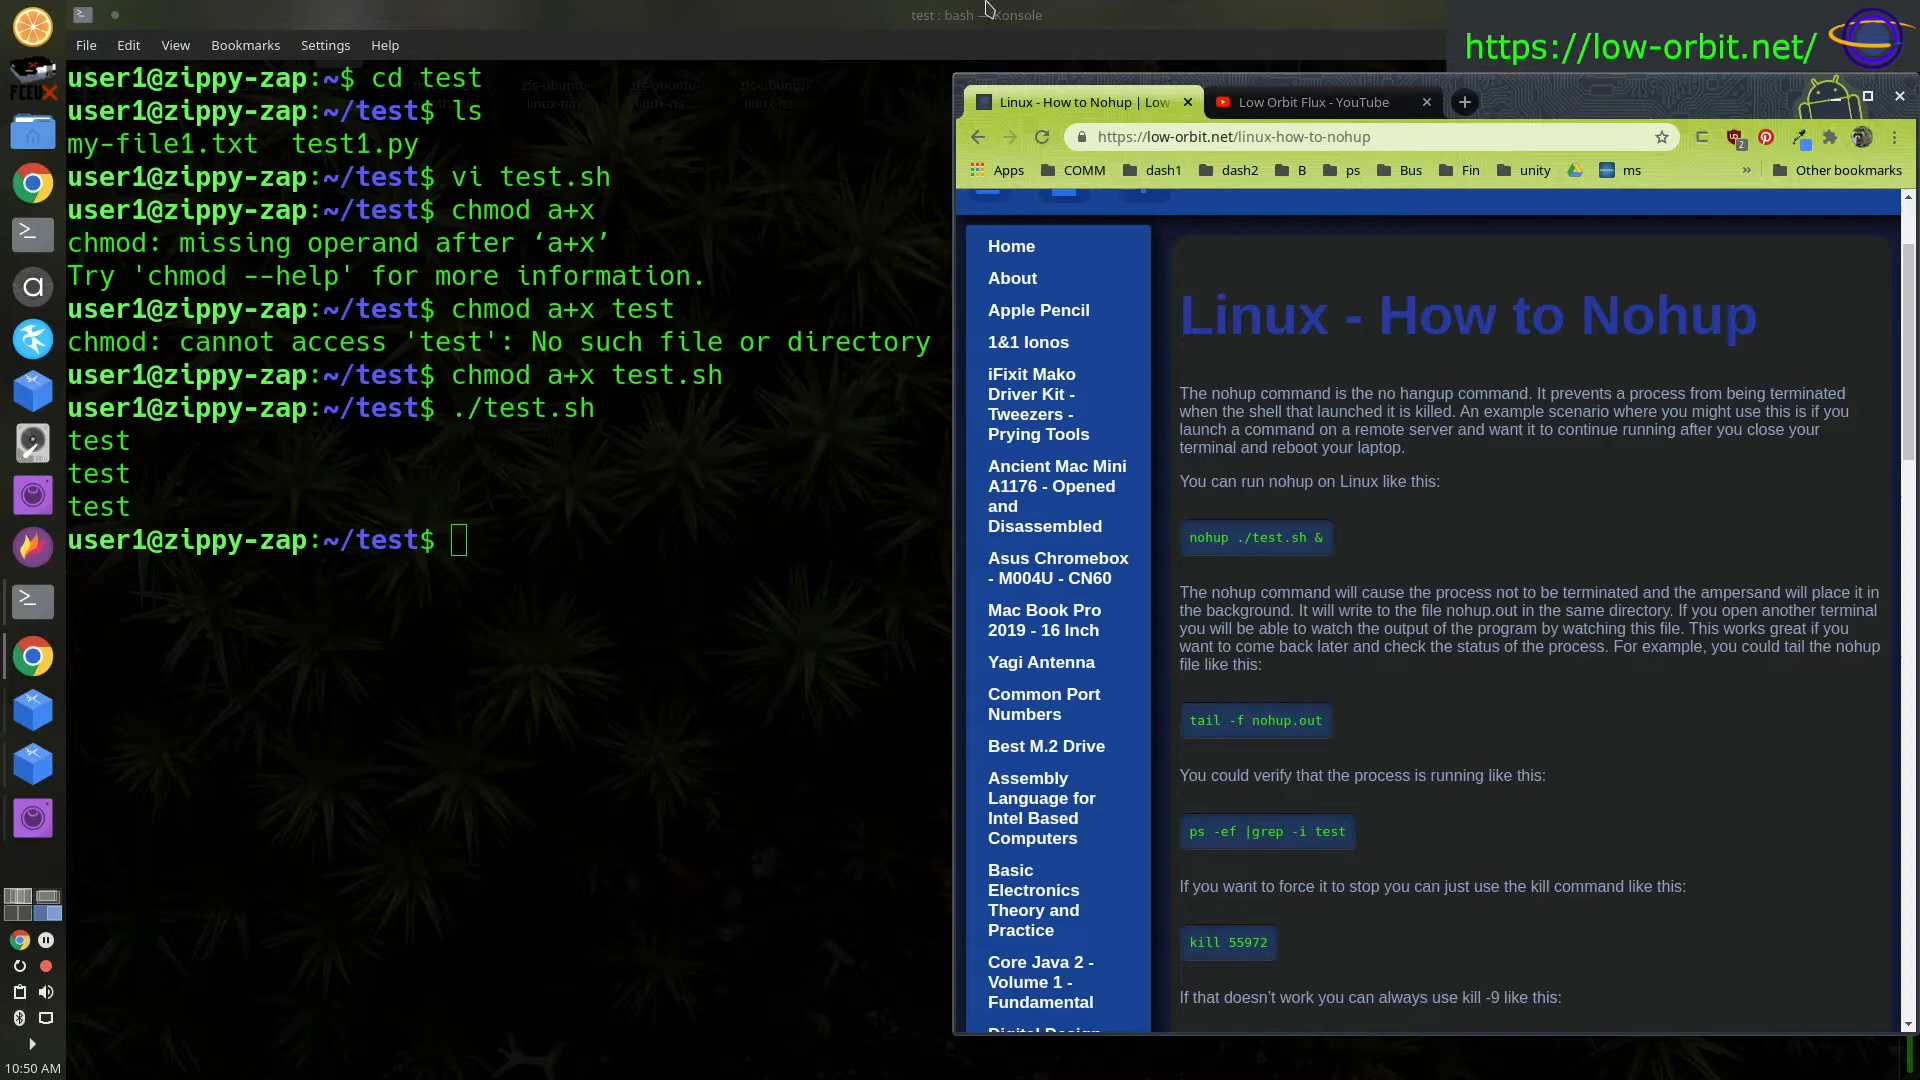 test : bash — Konsole
File Edit View Bookmarks Settings Help
https://low-orbit.net/
user1@zippy-zap:~$ cd test
user1@zippy-zap:~/test$ ls
my-file1.txt  test1.py
user1@zippy-zap:~/test$ vi test.sh
user1@zippy-zap:~/test$ chmod a+x
chmod: missing operand after ‘a+x’
Try 'chmod --help' for more information.
user1@zippy-zap:~/test$ chmod a+x test
chmod: cannot access 'test': No such file or directory
user1@zippy-zap:~/test$ chmod a+x test.sh
user1@zippy-zap:~/test$ ./test.sh
test
test
test
user1@zippy-zap:~/test$
FCEUX
10:50 AM
Linux - How to Nohup | Low
Low Orbit Flux - YouTube
https://low-orbit.net/linux-how-to-nohup
2
Apps COMM dash1 dash2 B ps Bus Fin unity ms » Other bookmarks
Home
About
Apple Pencil
1&1 Ionos
iFixit Mako
Driver Kit -
Tweezers -
Prying Tools
Ancient Mac Mini
A1176 - Opened
and
Disassembled
Asus Chromebox
- M004U - CN60
Mac Book Pro
2019 - 16 Inch
Yagi Antenna
Common Port
Numbers
Best M.2 Drive
Assembly
Language for
Intel Based
Computers
Basic
Electronics
Theory and
Practice
Core Java 2 -
Volume 1 -
Fundamental
Linux - How to Nohup
The nohup command is the no hangup command. It prevents a process from being terminated
when the shell that launched it is killed. An example scenario where you might use this is if you
launch a command on a remote server and want it to continue running after you close your
terminal and reboot your laptop.
You can run nohup on Linux like this:
nohup ./test.sh &
The nohup command will cause the process not to be terminated and the ampersand will place it in
the background. It will write to the file nohup.out in the same directory. If you open another terminal
you will be able to watch the output of the program by watching this file. This works great if you
want to come back later and check the status of the process. For example, you could tail the nohup
file like this:
tail -f nohup.out
You could verify that the process is running like this:
ps -ef |grep -i test
If you want to force it to stop you can just use the kill command like this:
kill 55972
If that doesn’t work you can always use kill -9 like this: